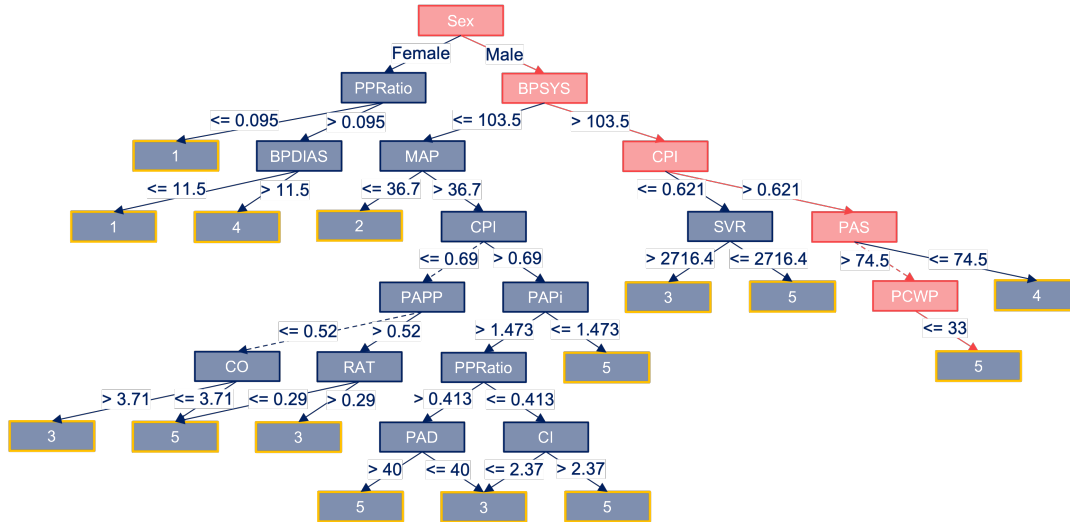 Sex
Female Male
PPRatio BPSYS
<= 0.095 > 0.095 <= 103.5 > 103.5
1 BPDIAS MAP CPI
<= 11.5 > 11.5 <= 36.7 > 36.7 <= 0.621 > 0.621
1 4 2 CPI SVR PAS
<= 0.69 > 0.69 > 2716.4 <= 2716.4 > 74.5 <= 74.5
PAPP PAPi 3 5 PCWP 4
<= 0.52 > 0.52 > 1.473 <= 1.473 <= 33
CO RAT PPRatio 5 5
> 3.71 <= 3.71 <= 0.29 > 0.29 > 0.413 <= 0.413
3 5 3 PAD CI
> 40 <= 40 <= 2.37 > 2.37
5 3 5